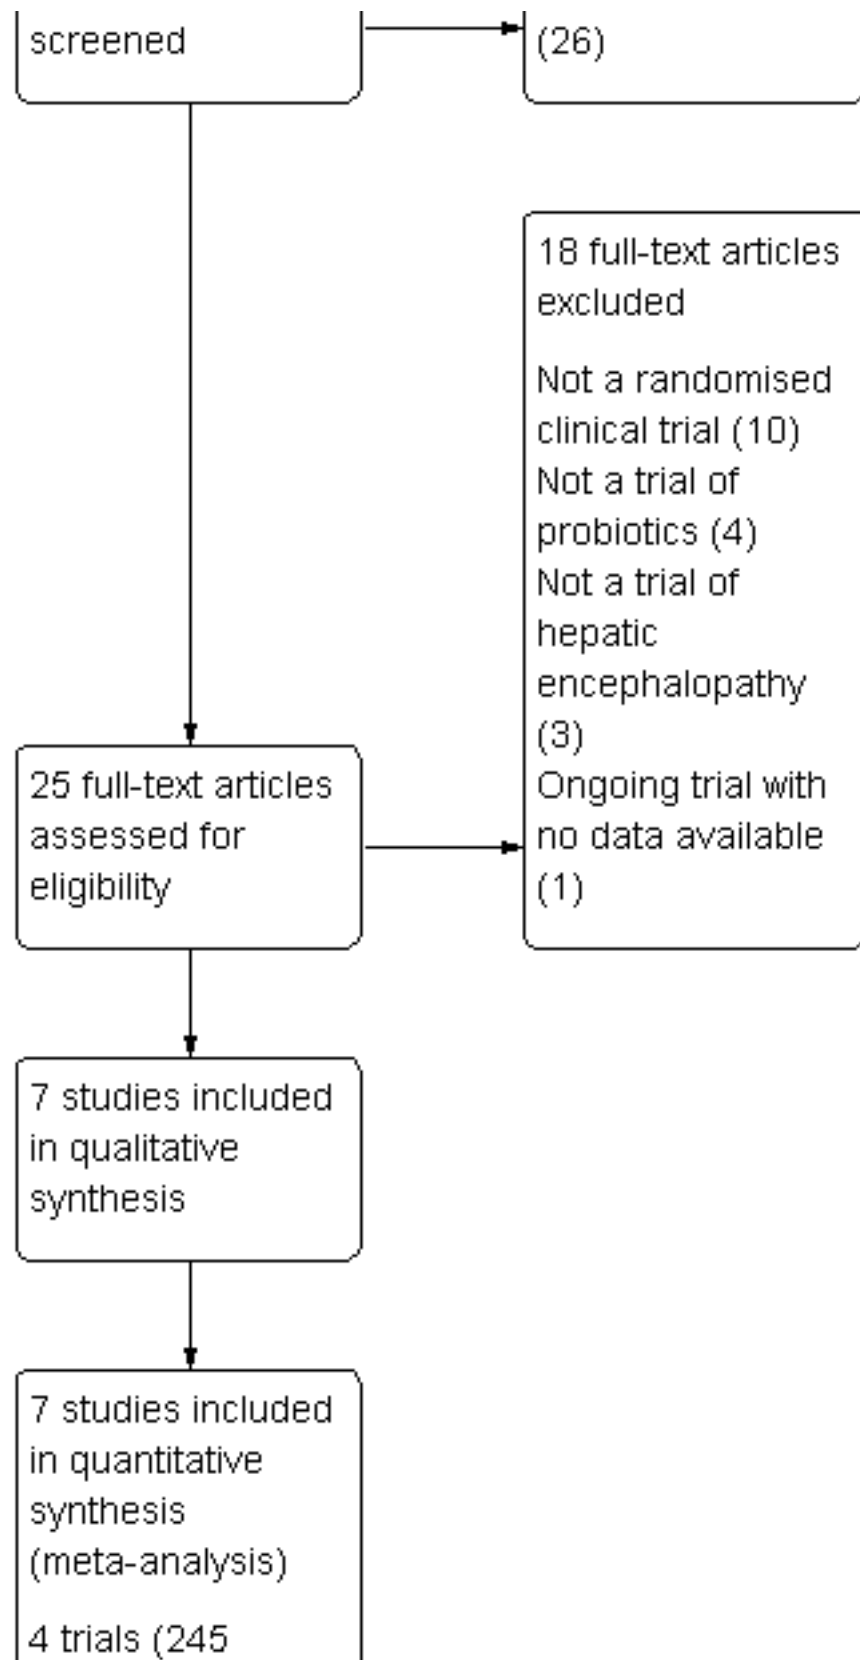 screened
(26)
18 full-text articles
excluded
Not a randomised
clinical trial (10)
Not a trial of
probiotics (4)
Not a trial of
hepatic
encephalopathy
(3)
Ongoing trial with
no data available
(1)
25 full-text articles
assessed for
eligibility
7 studies included
in qualitative
synthesis
7 studies included
in quantitative
synthesis
(meta-analysis)
4 trials (245